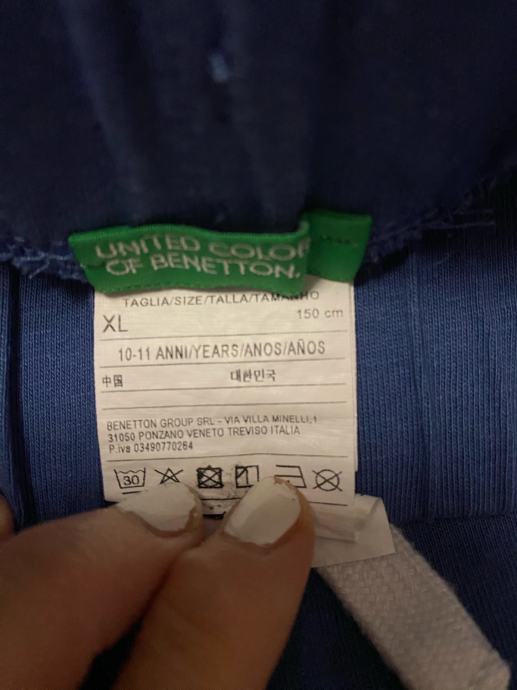 UNITED COLOR
OF BENETTON.
TAGLIA/SIZE/TALLA/TAMANHO
XL 150 cm
10-11 ANNI/YEARS/ANOS/AÑOS
中国 대한민국
BENETTON GROUP SRL - VIA VILLA MINELLI,1
31050 PONZANO VENETO TREVISO ITALIA
P.iva 03490770264
30